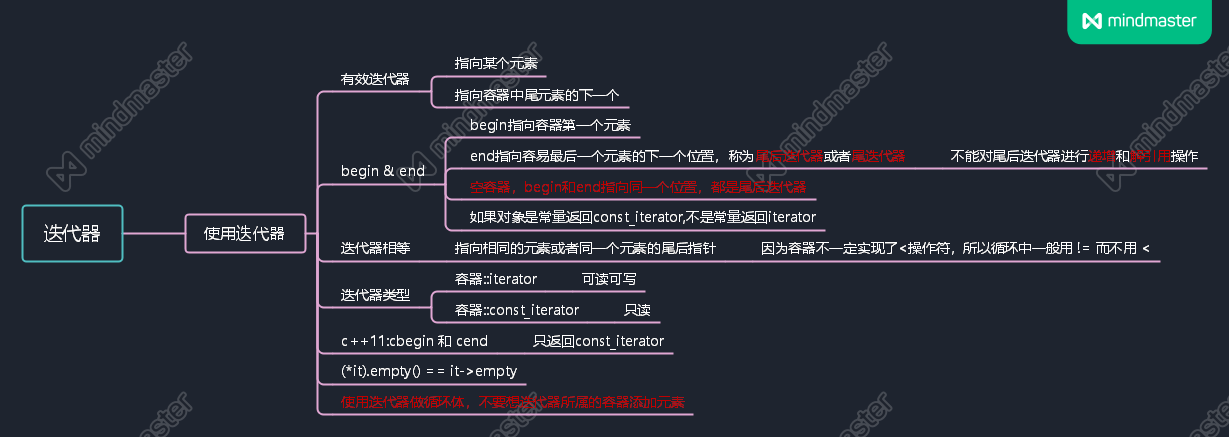 mindmaster
指向某个元素
有效迭代器
指向容器中尾元素的下一个
begin指向容器第一个元素
end指向容易最后一个元素的下一个位置，称为尾后迭代器或者尾迭代器 不能对尾后迭代器进行递增和解引用操作
begin & end
空容器，begin和end指向同一个位置，都是尾后迭代器
如果对象是常量返回const_iterator,不是常量返回iterator
迭代器
使用迭代器
迭代器相等 指向相同的元素或者同一个元素的尾后指针 因为容器不一定实现了<操作符，所以循环中一般用 != 而不用 <
容器::iterator 可读可写
迭代器类型
容器::const_iterator 只读
c++11:cbegin 和 cend 只返回const_iterator
(*it).empty() == it->empty
使用迭代器做循环体，不要想迭代器所属的容器添加元素
mindmaster
mindmaster
mindmaster
mindmaster
mindmaster
mindmaster
mindmaster
mindmaster